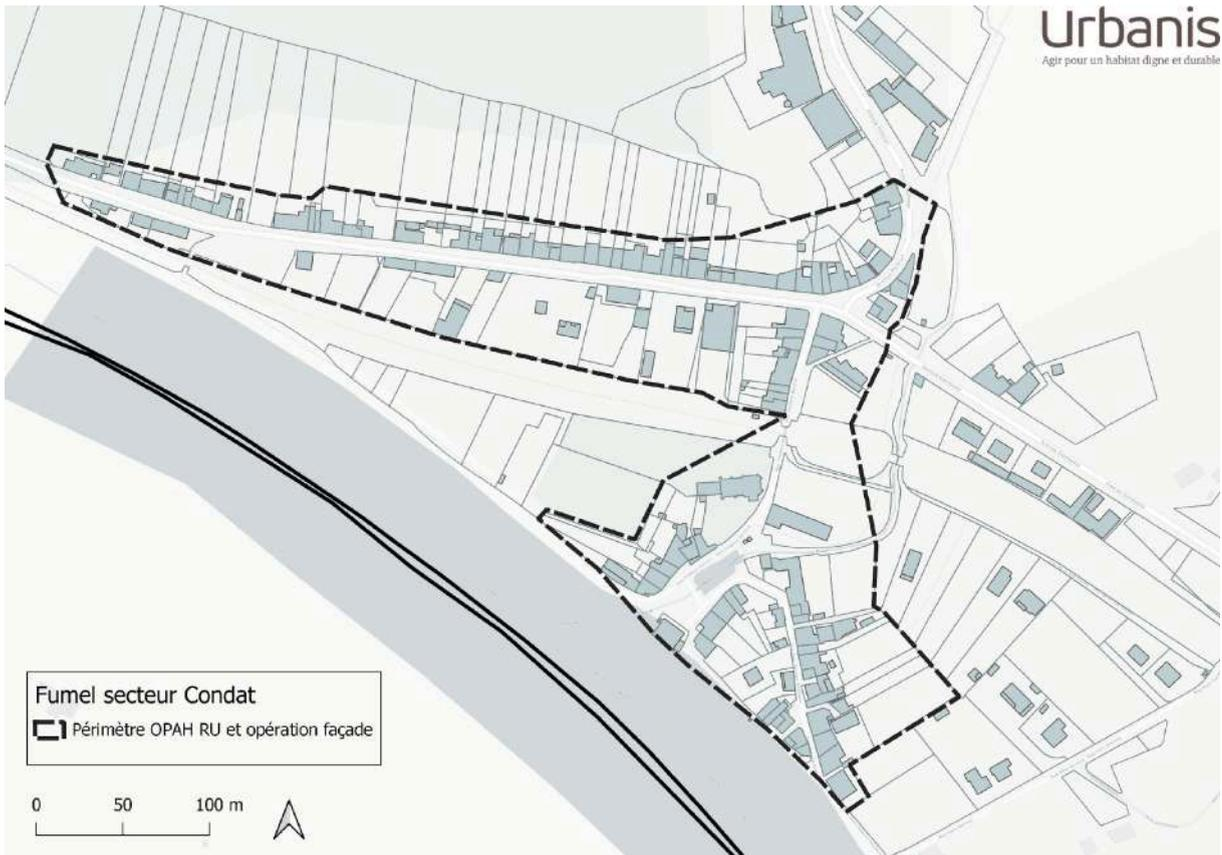 Urbanis
Agir pour un habitat digne et durable
Fumel secteur Condat
Périmètre OPAH RU et opération façade
0 50 100 m